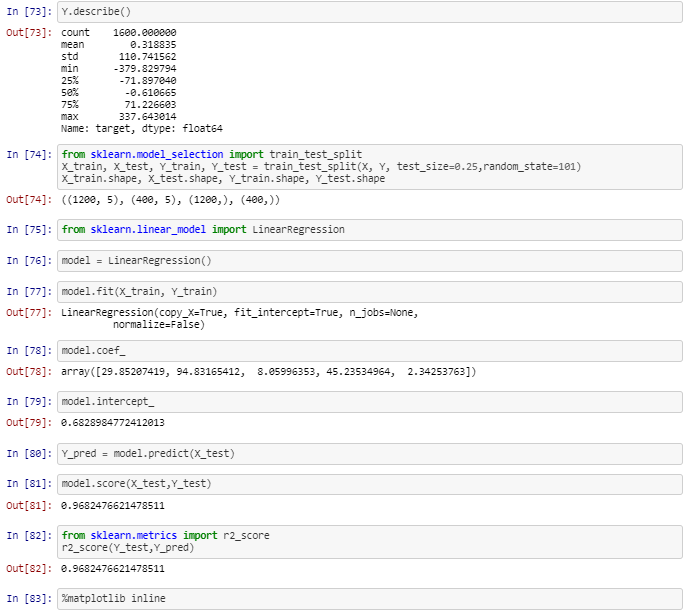 In [73]: Y.describe()
Out[73]: count    1600.000000
mean        0.318835
std       110.741562
min      -379.829794
25%       -71.897040
50%        -0.610665
75%        71.226603
max       337.643014
Name: target, dtype: float64
In [74]: from sklearn.model_selection import train_test_split
X_train, X_test, Y_train, Y_test = train_test_split(X, Y, test_size=0.25,random_state=101)
X_train.shape, X_test.shape, Y_train.shape, Y_test.shape
Out[74]: ((1200, 5), (400, 5), (1200,), (400,))
In [75]: from sklearn.linear_model import LinearRegression
In [76]: model = LinearRegression()
In [77]: model.fit(X_train, Y_train)
Out[77]: LinearRegression(copy_X=True, fit_intercept=True, n_jobs=None,
normalize=False)
In [78]: model.coef_
Out[78]: array([29.85207419, 94.83165412,  8.05996353, 45.23534964,  2.34253763])
In [79]: model.intercept_
Out[79]: 0.6828984772412013
In [80]: Y_pred = model.predict(X_test)
In [81]: model.score(X_test,Y_test)
Out[81]: 0.9682476621478511
In [82]: from sklearn.metrics import r2_score
r2_score(Y_test,Y_pred)
Out[82]: 0.9682476621478511
In [83]: %matplotlib inline